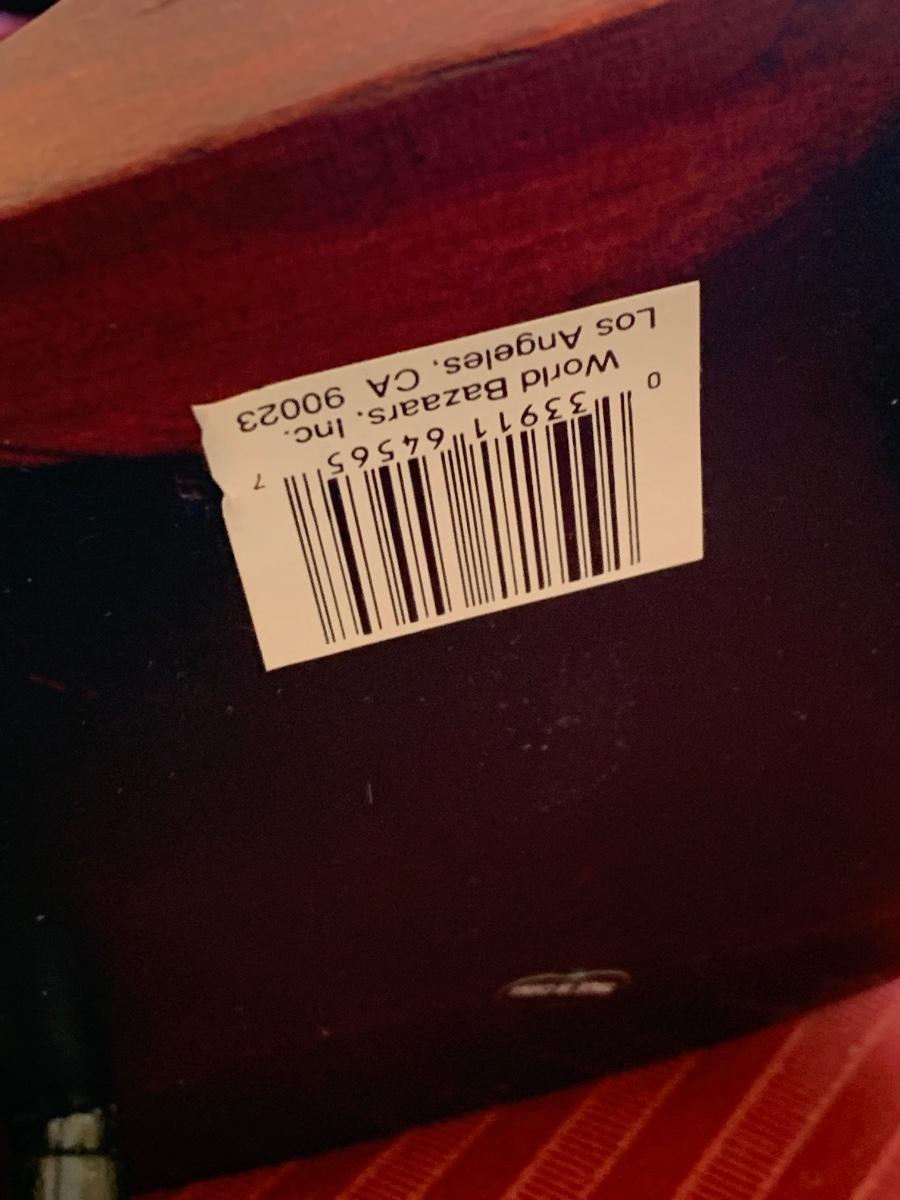 0 33911 64565 7
World Bazaars, Inc.
Los Angeles, CA 90023